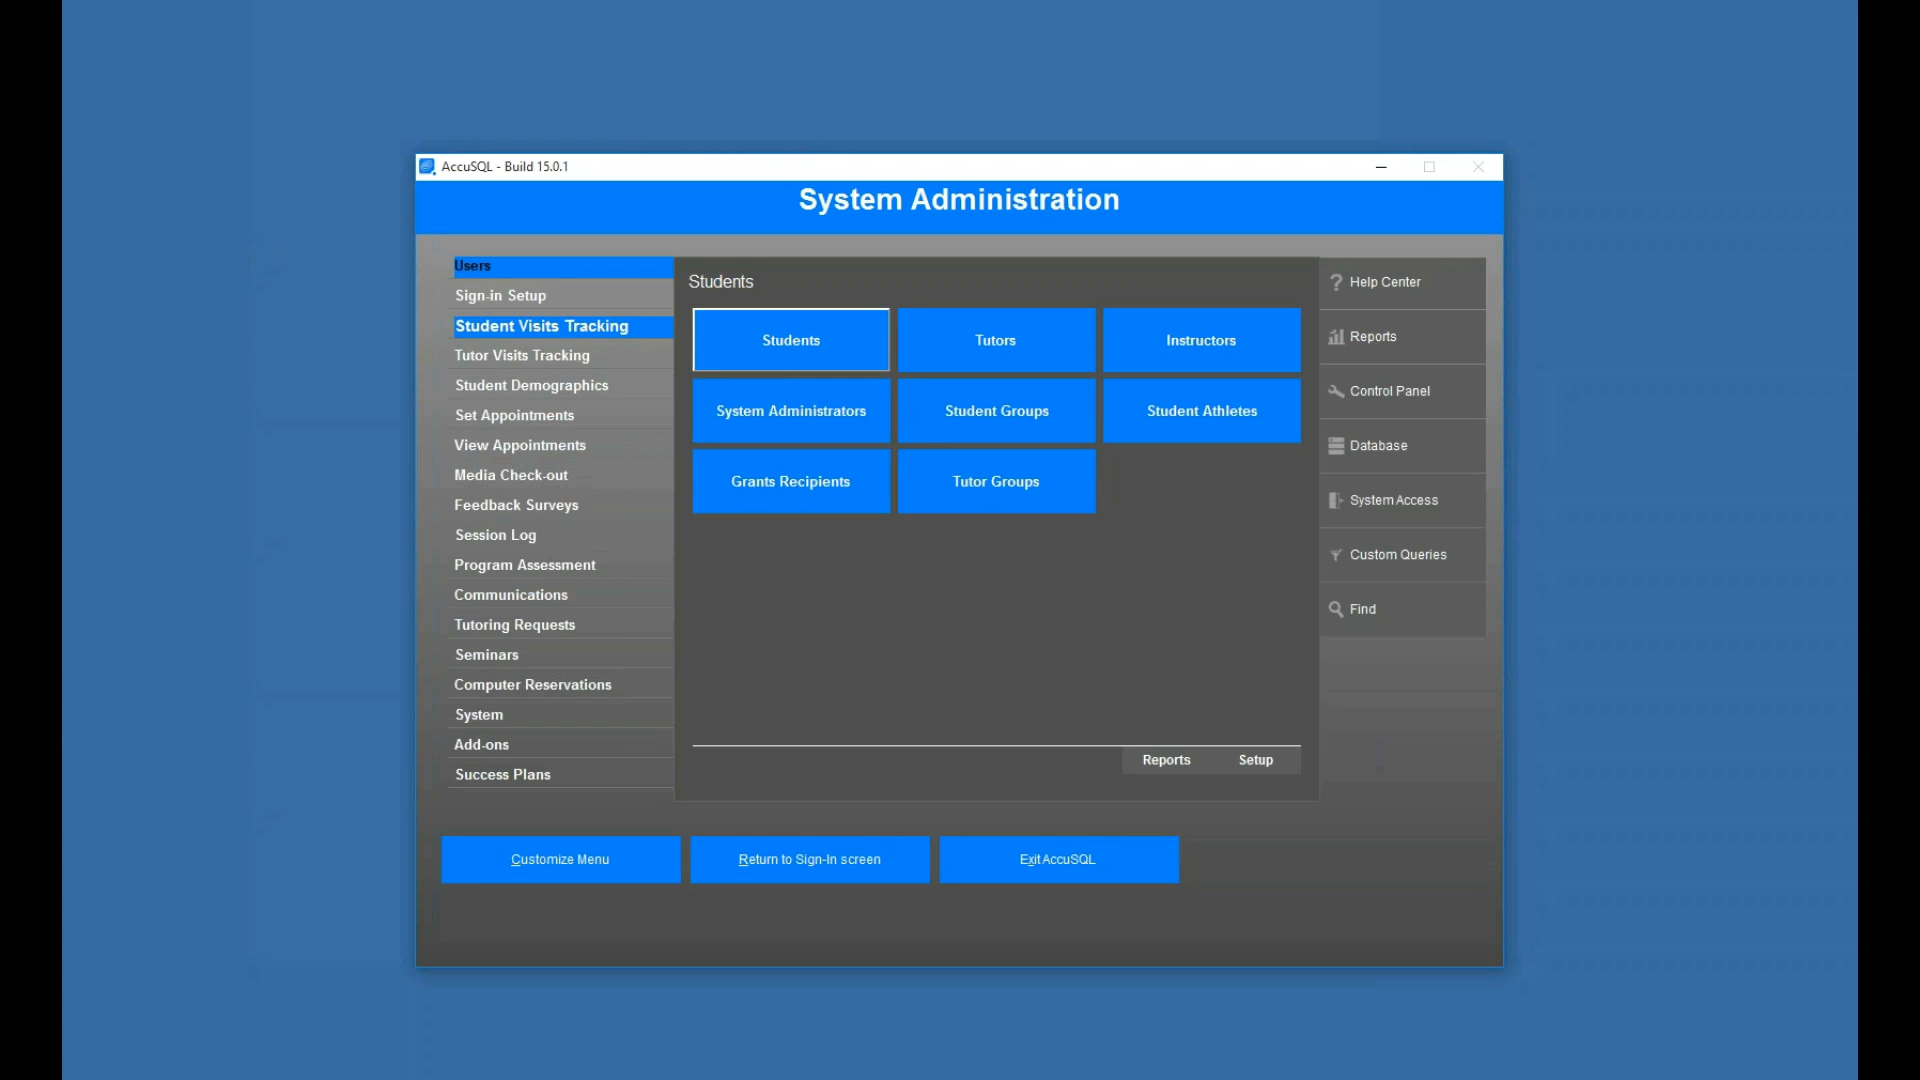 AccuSQL - Build 15.0.1
System Administration
Users
Sign-in Setup
Student Visits Tracking
Tutor Visits Tracking
Student Demographics
Set Appointments
View Appointments
Media Check-out
Feedback Surveys
Session Log
Program Assessment
Communications
Tutoring Requests
Seminars
Computer Reservations
System
Add-ons
Success Plans
Students
Students Tutors Instructors
System Administrators Student Groups Student Athletes
Grants Recipients Tutor Groups
Reports Setup
Help Center
Reports
Control Panel
Database
System Access
Custom Queries
Find
Customize Menu Return to Sign-In screen Exit AccuSQL